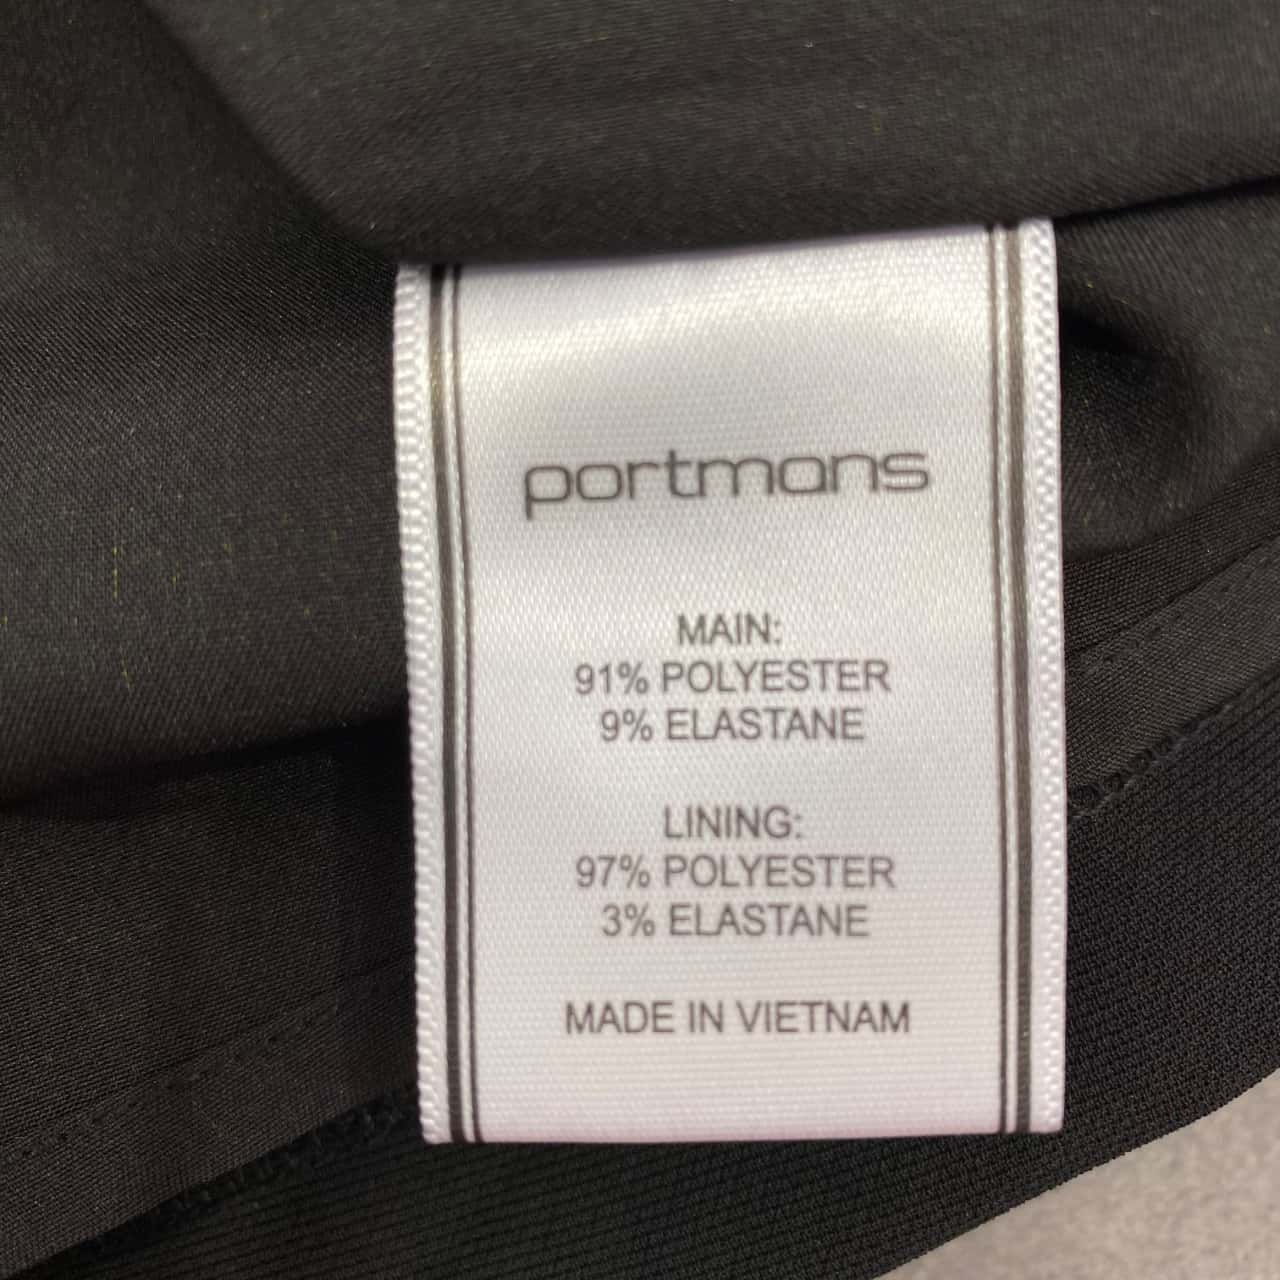 portmans
MAIN:
91% POLYESTER
9% ELASTANE
LINING:
97% POLYESTER
3% ELASTANE
MADE IN VIETNAM